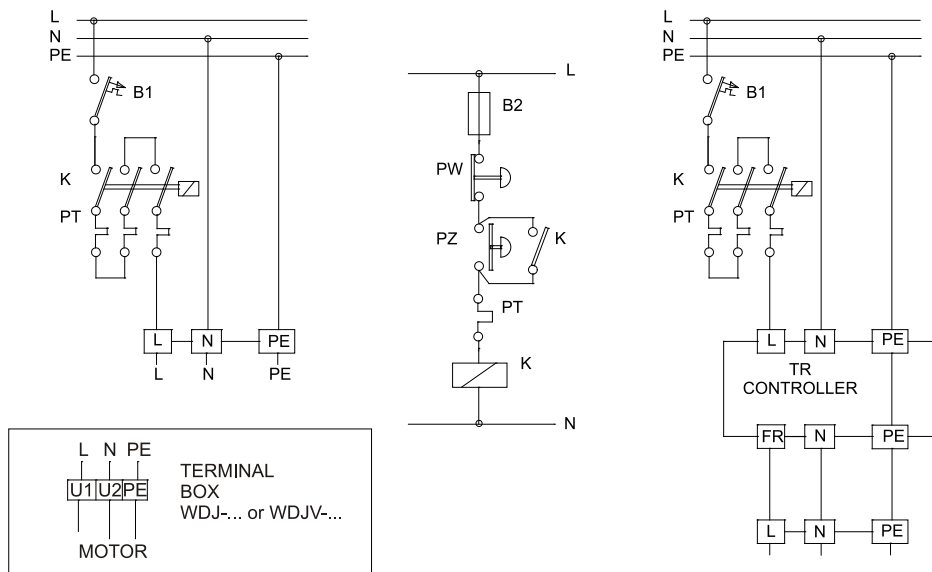 L
N
PE
B1
K
PT
L N PE
L N PE
L
B2
PW
PZ K
PT
K
N
L
N
PE
B1
K
PT
L N PE
TR
CONTROLLER
FR N PE
L N PE
L N PE
U1 U2 PE
MOTOR
TERMINAL
BOX
WDJ-... or WDJV-...